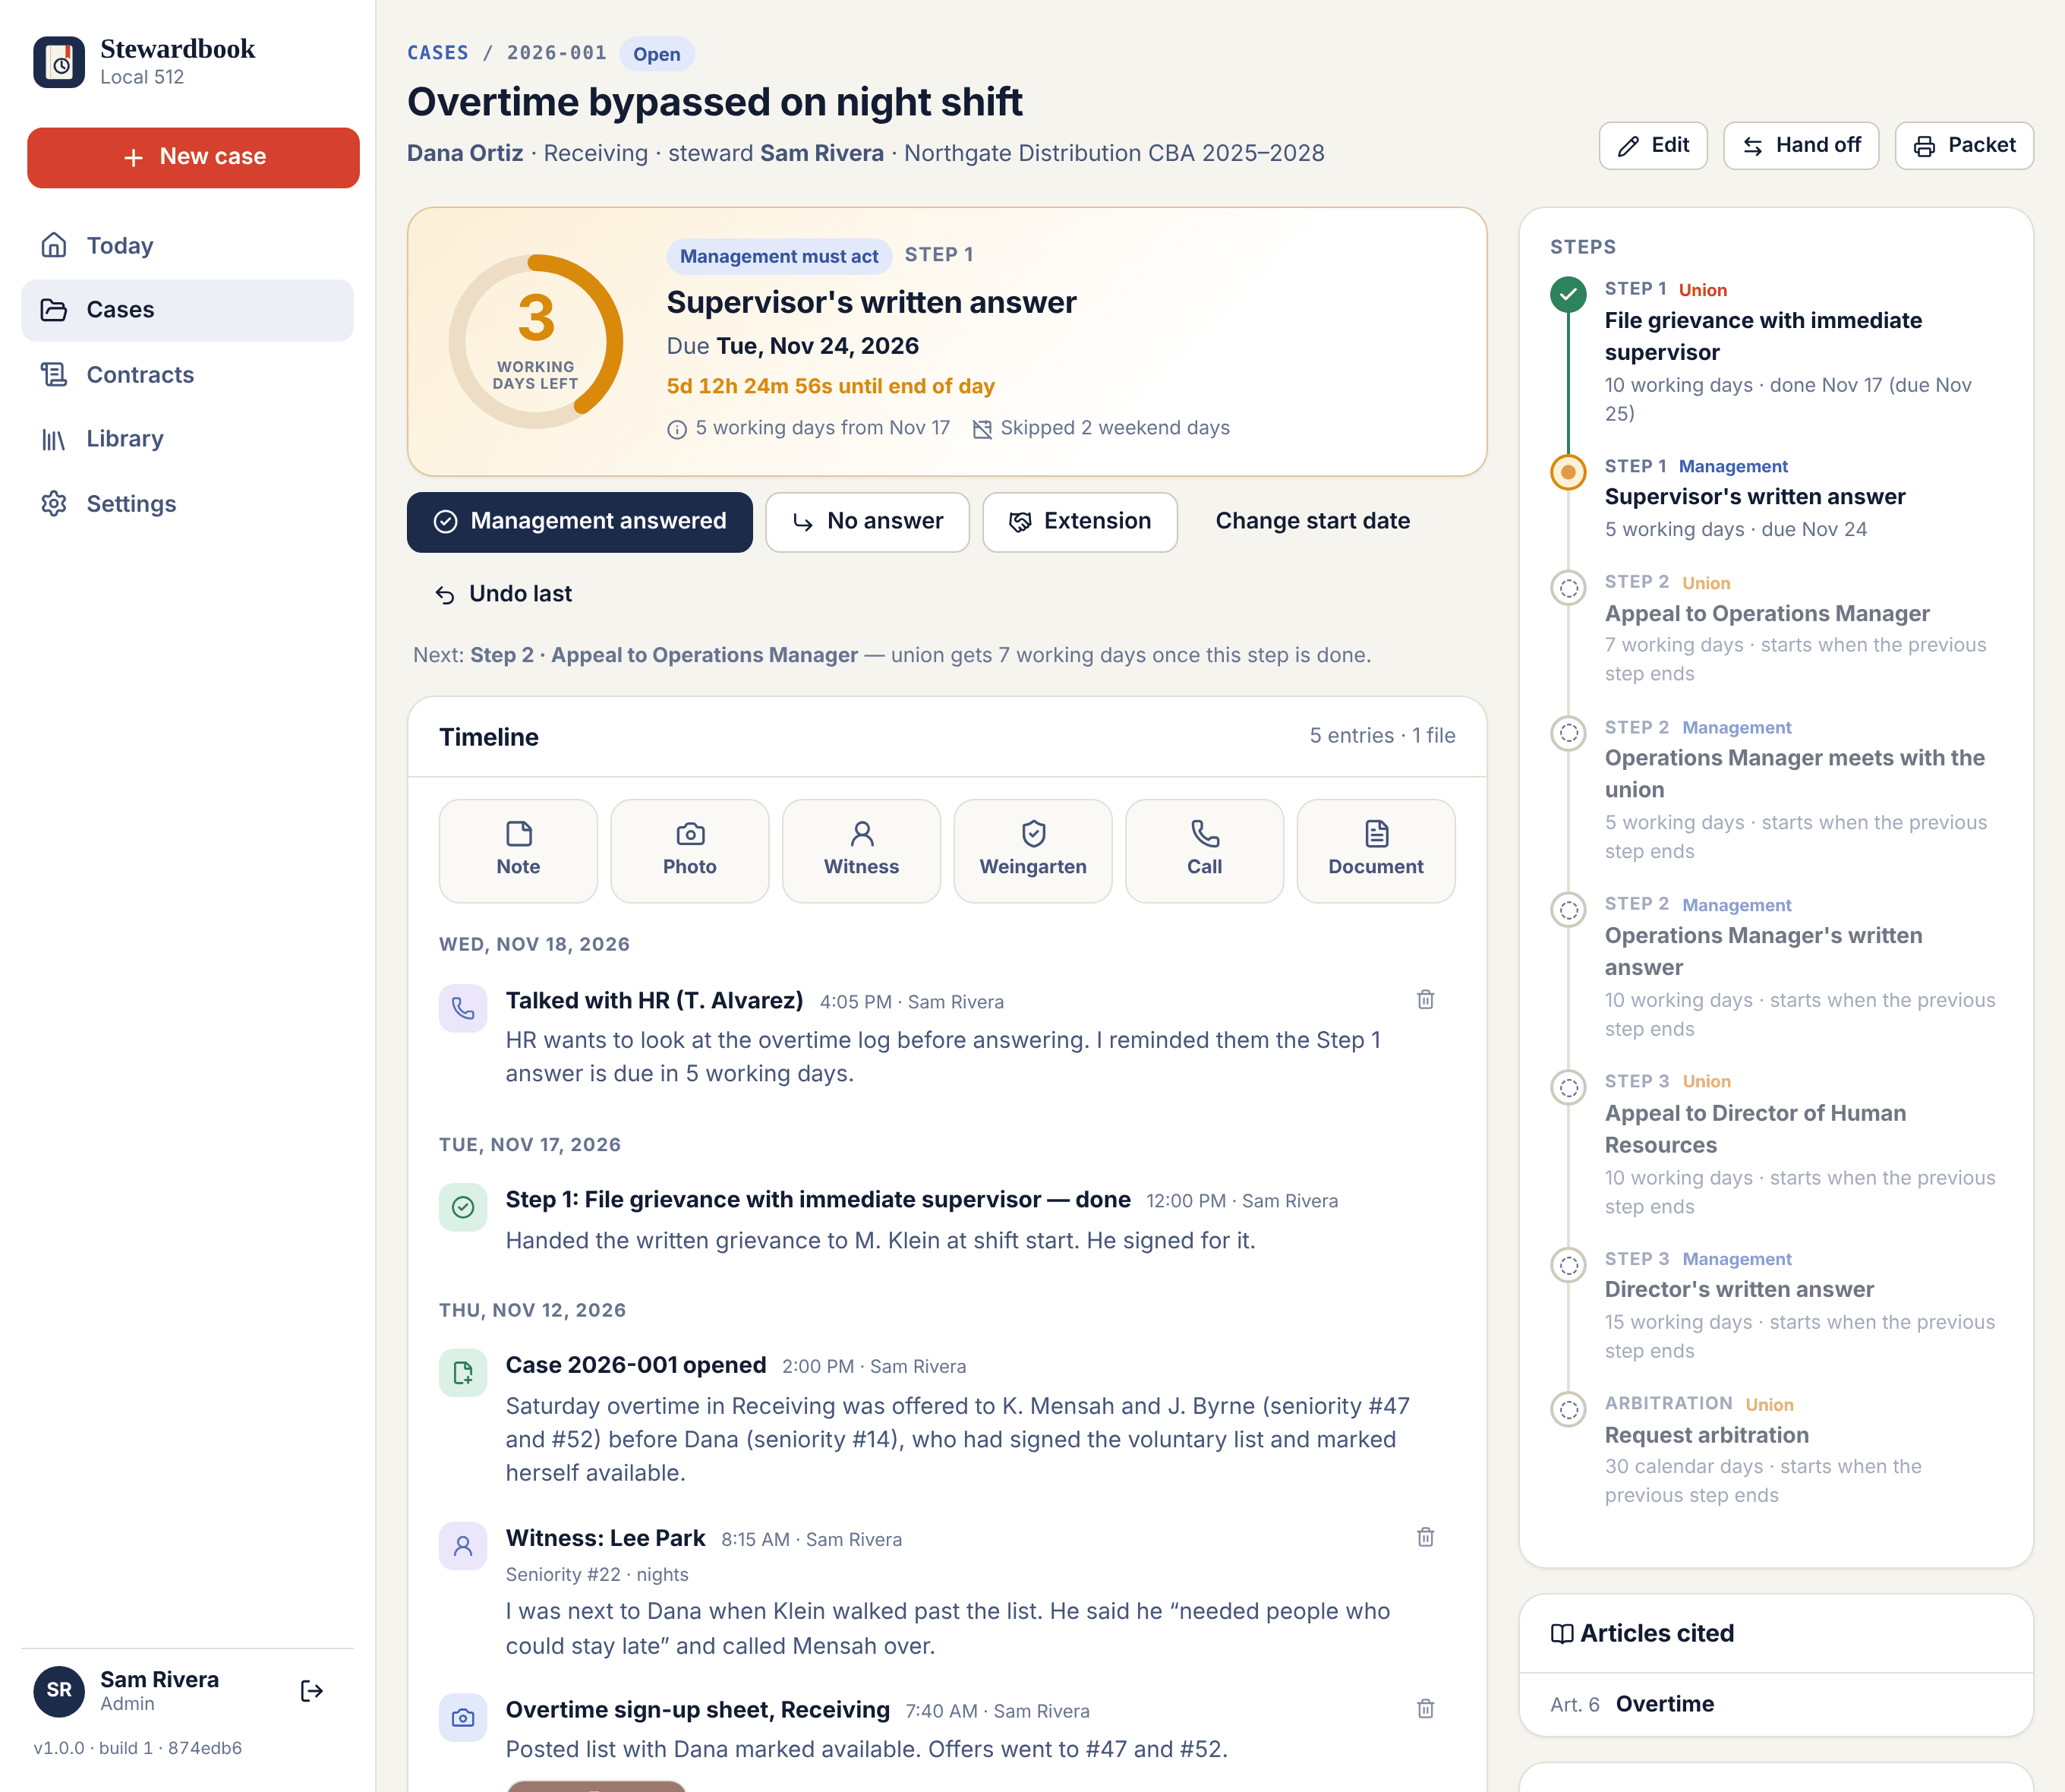 Stewardbook
Local 512
New case
Today
Cases
Contracts
Library
Settings
SR
Sam Rivera
Admin
v1.0.0 · build 1 · 874edb6
CASES / 2026-001 Open
Overtime bypassed on night shift
Dana Ortiz · Receiving · steward Sam Rivera · Northgate Distribution CBA 2025–2028
Edit
Hand off
Packet
3
WORKING
DAYS LEFT
Management must act STEP 1
Supervisor's written answer
Due Tue, Nov 24, 2026
5d 12h 24m 56s until end of day
5 working days from Nov 17 Skipped 2 weekend days
Management answered
No answer
Extension
Change start date
Undo last
Next: Step 2 · Appeal to Operations Manager — union gets 7 working days once this step is done.
Timeline
5 entries · 1 file
Note
Photo
Witness
Weingarten
Call
Document
WED, NOV 18, 2026
Talked with HR (T. Alvarez) 4:05 PM · Sam Rivera
HR wants to look at the overtime log before answering. I reminded them the Step 1
answer is due in 5 working days.
TUE, NOV 17, 2026
Step 1: File grievance with immediate supervisor — done 12:00 PM · Sam Rivera
Handed the written grievance to M. Klein at shift start. He signed for it.
THU, NOV 12, 2026
Case 2026-001 opened 2:00 PM · Sam Rivera
Saturday overtime in Receiving was offered to K. Mensah and J. Byrne (seniority #47
and #52) before Dana (seniority #14), who had signed the voluntary list and marked
herself available.
Witness: Lee Park 8:15 AM · Sam Rivera
Seniority #22 · nights
I was next to Dana when Klein walked past the list. He said he “needed people who
could stay late” and called Mensah over.
Overtime sign-up sheet, Receiving 7:40 AM · Sam Rivera
Posted list with Dana marked available. Offers went to #47 and #52.
STEPS
STEP 1 Union
File grievance with immediate
supervisor
10 working days · done Nov 17 (due Nov
25)
STEP 1 Management
Supervisor's written answer
5 working days · due Nov 24
STEP 2 Union
Appeal to Operations Manager
7 working days · starts when the previous
step ends
STEP 2 Management
Operations Manager meets with the
union
5 working days · starts when the previous
step ends
STEP 2 Management
Operations Manager's written
answer
10 working days · starts when the previous
step ends
STEP 3 Union
Appeal to Director of Human
Resources
10 working days · starts when the previous
step ends
STEP 3 Management
Director's written answer
15 working days · starts when the previous
step ends
ARBITRATION Union
Request arbitration
30 calendar days · starts when the
previous step ends
Articles cited
Art. 6 Overtime